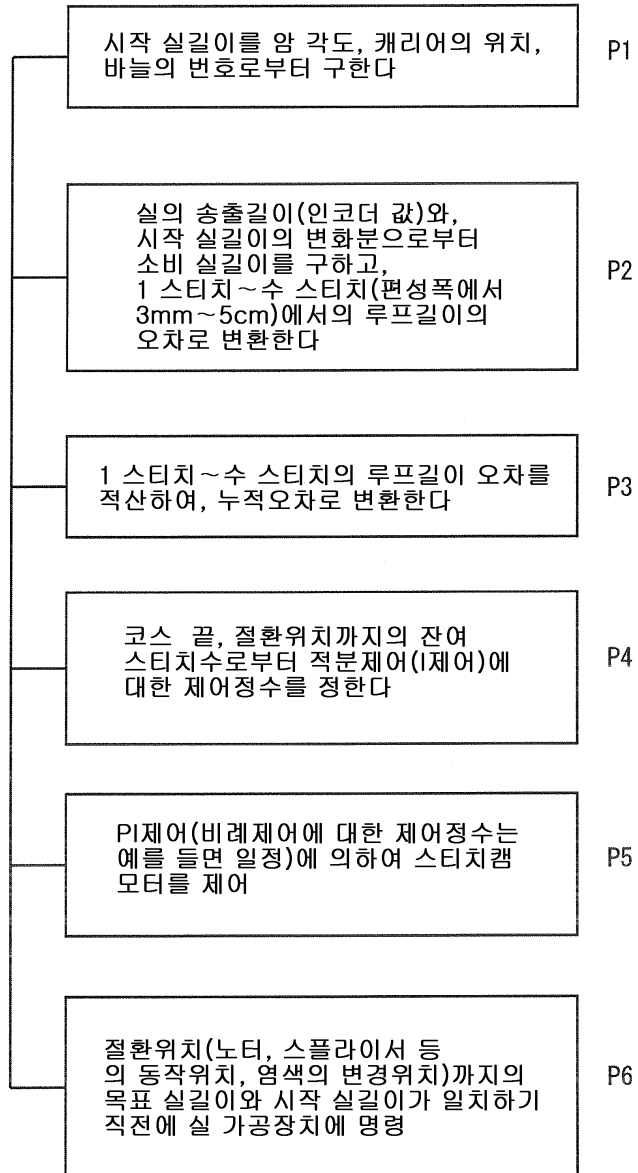 시작 실길이를 암 각도, 캐리어의 위치,
바늘의 번호로부터 구한다
P1
실의 송출길이(인코더 값)와,
시작 실길이의 변화분으로부터
소비 실길이를 구하고,
1 스티치~수 스티치(편성폭에서
3mm~5cm)에서의 루프길이의
오차로 변환한다
P2
1 스티치~수 스티치의 루프길이 오차를
적산하여, 누적오차로 변환한다
P3
코스 끝, 절환위치까지의 잔여
스티치수로부터 적분제어(I제어)에
대한 제어정수를 정한다
P4
PI제어(비례제어에 대한 제어정수는
예를 들면 일정)에 의하여 스티치캠
모터를 제어
P5
절환위치(노터, 스플라이서 등
의 동작위치, 염색의 변경위치)까지의
목표 실길이와 시작 실길이가 일치하기
직전에 실 가공장치에 명령
P6